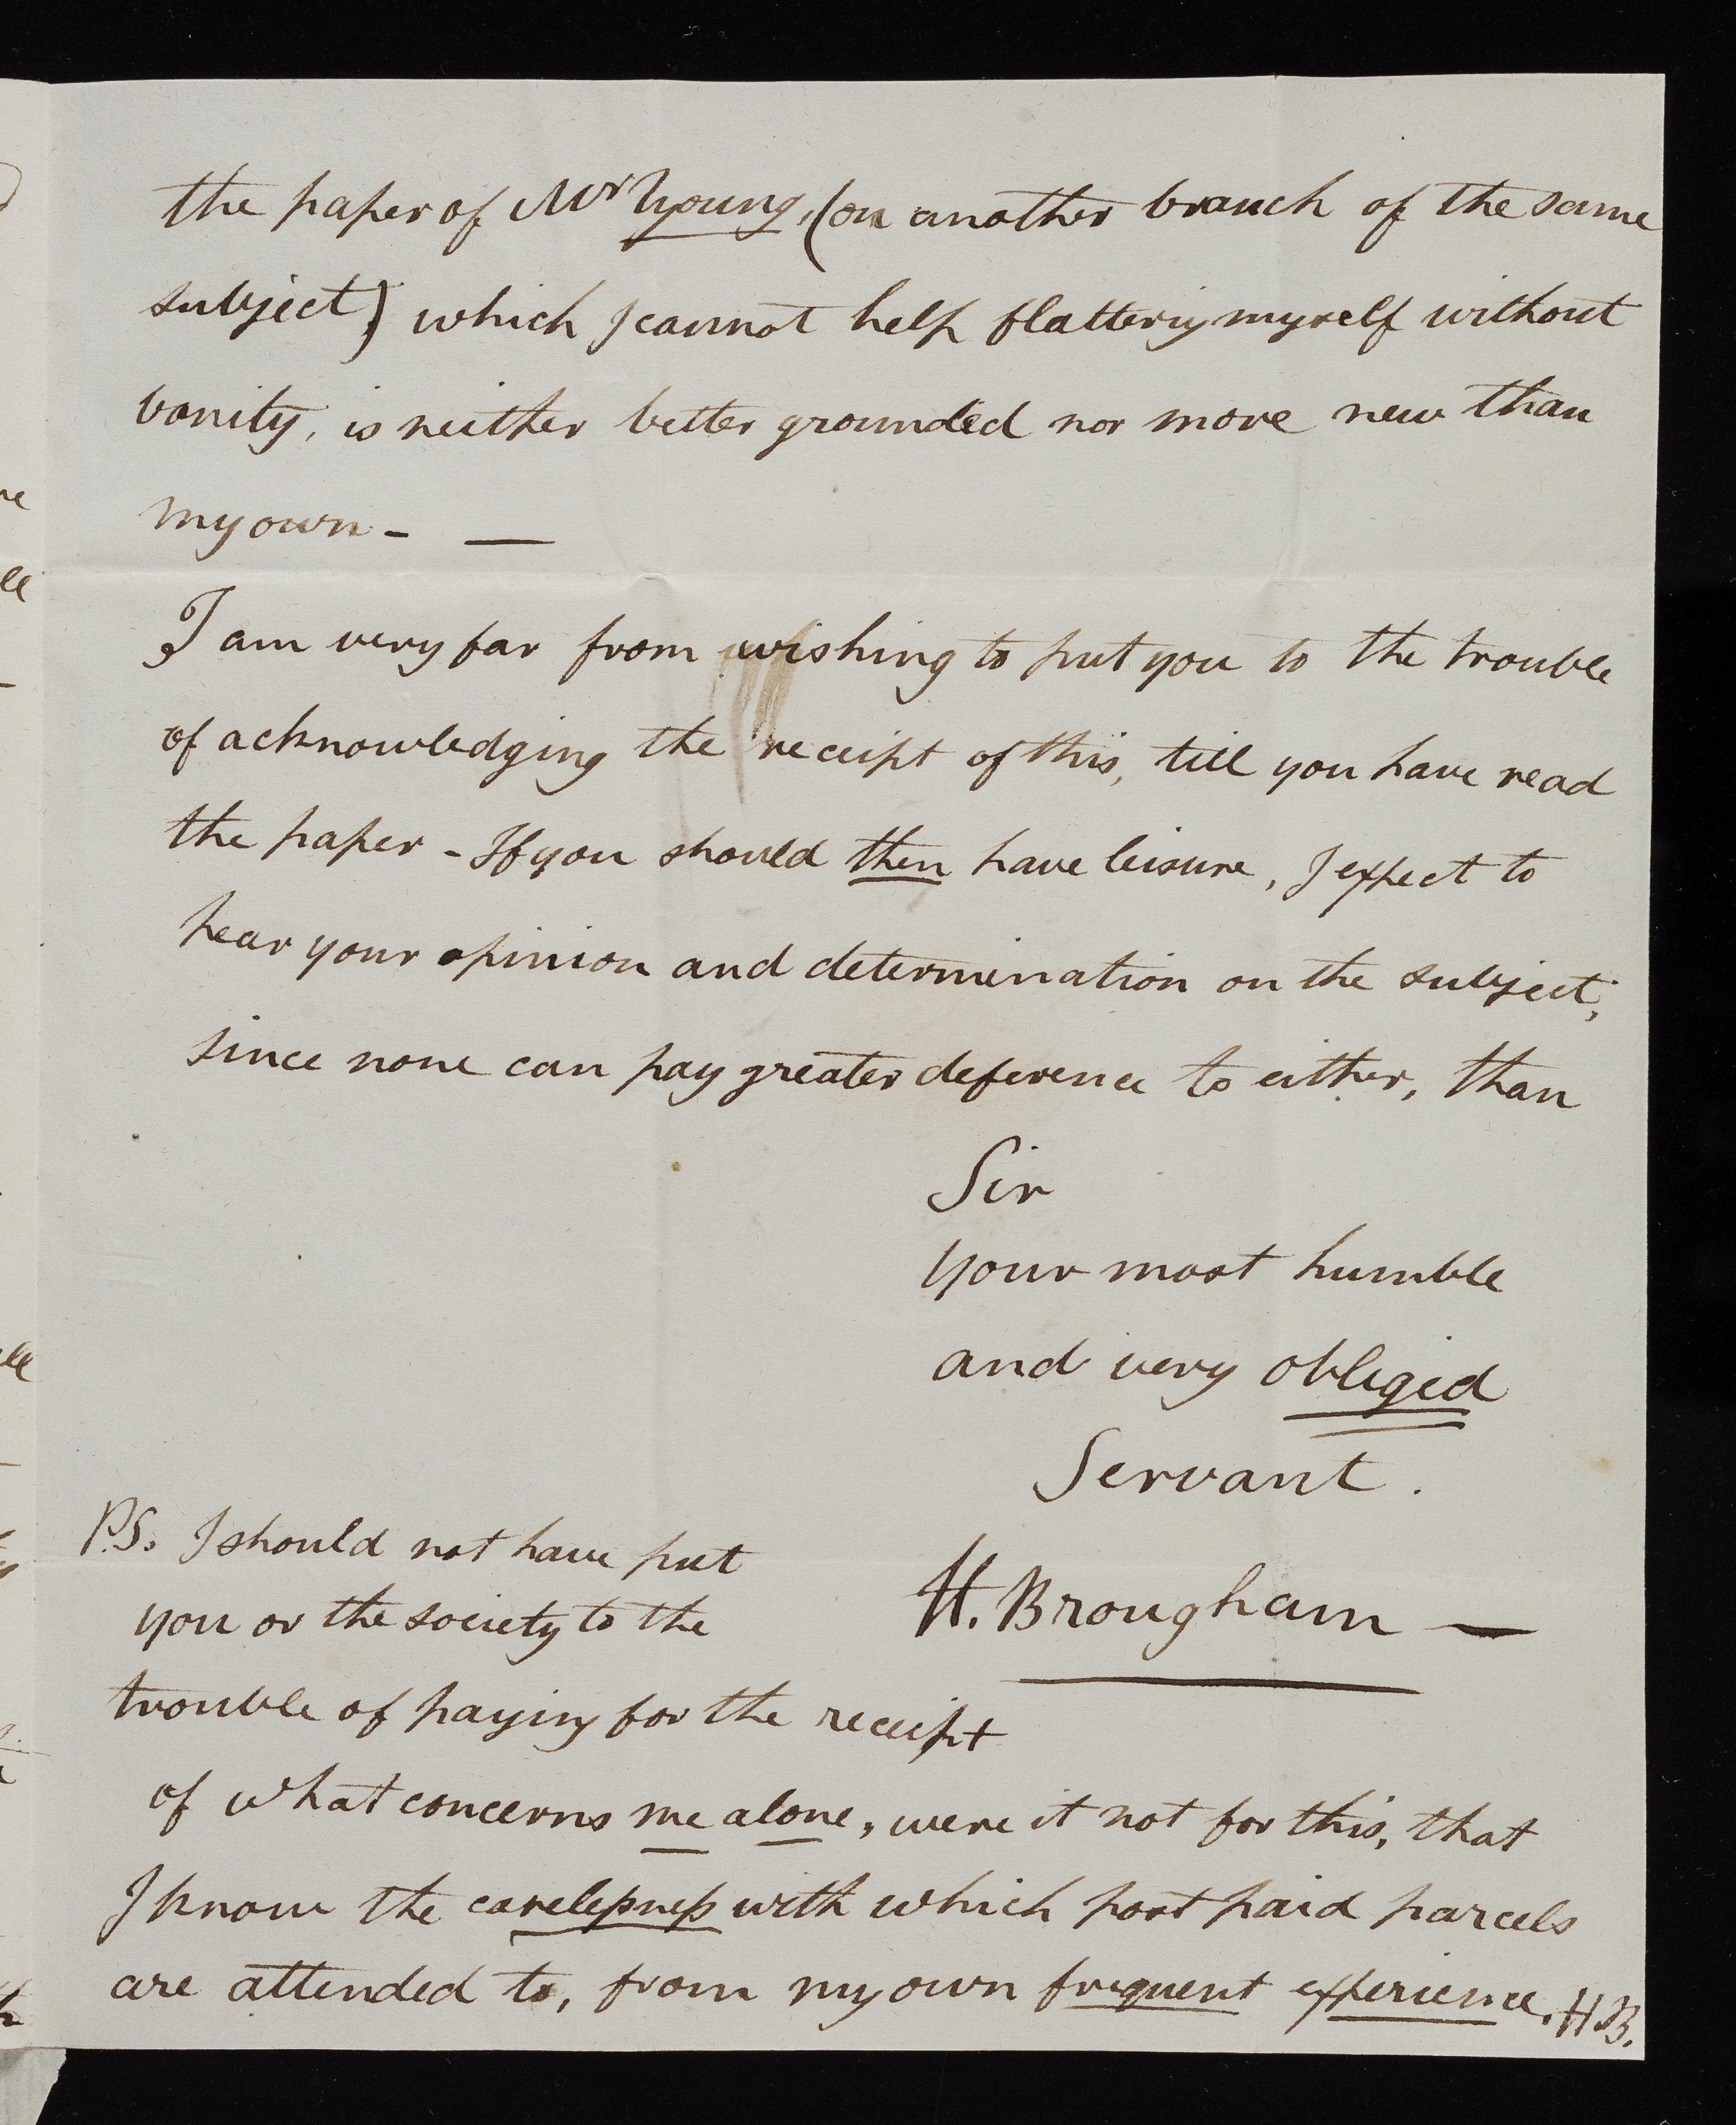 the paper of Mr Young, (on another branch of the same
subject) which I cannot help flattering myself without
vanity, is neither better grounded nor more new than
my own - —
I am very far from wishing to put you to the trouble
of acknowledging the receipt of this, till you have read
the paper - If you should then have leisure, I expect to
hear your opinion and determination on the subject;
since none can pay greater deference to either, than
Sir
your most humble
and very obliged
Servant.
H. Brougham —
P.S. I should not have put
you or the society to the
trouble of paying for the receipt
of what concerns me alone, were it not for this, that
I know the carelessness with which post paid parcels
are attended to, from my own frequent experience. HB.